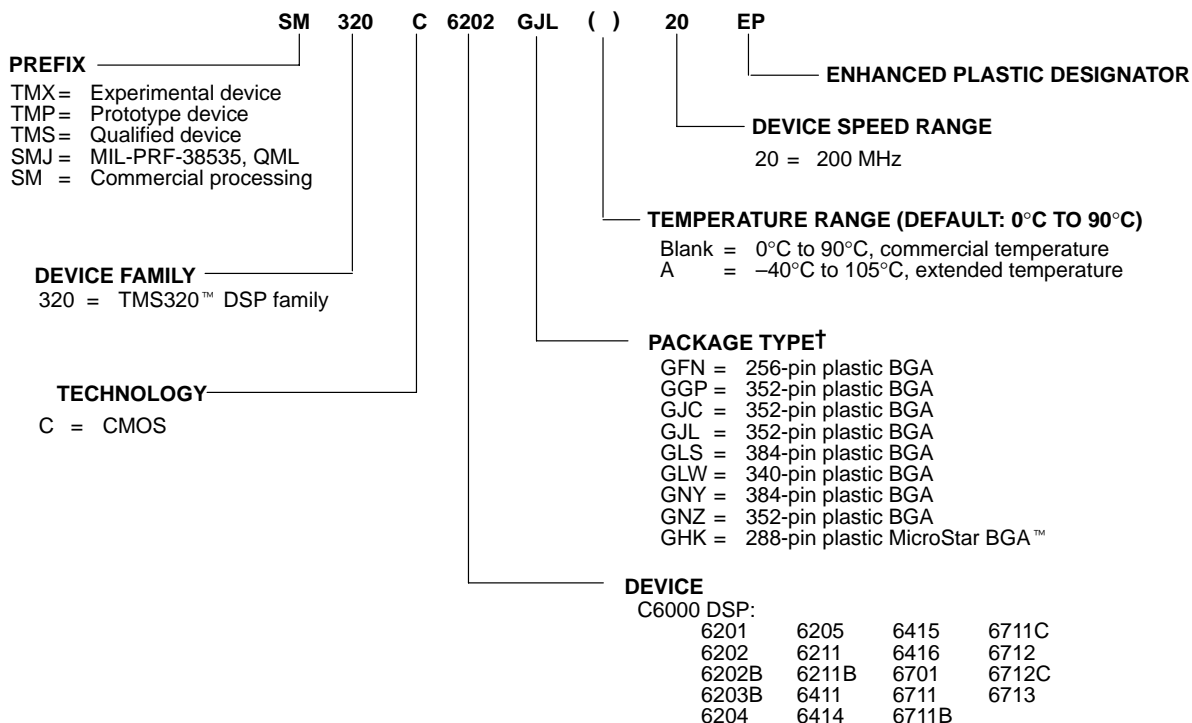 SM 320 C 6202 GJL ( ) 20 EP
PREFIX
TMX = Experimental device
TMP = Prototype device
TMS = Qualified device
SMJ = MIL-PRF-38535, QML
SM = Commercial processing
ENHANCED PLASTIC DESIGNATOR
DEVICE SPEED RANGE
20 = 200 MHz
TEMPERATURE RANGE (DEFAULT: 0°C TO 90°C)
Blank = 0°C to 90°C, commercial temperature
A = –40°C to 105°C, extended temperature
DEVICE FAMILY
320 = TMS320™ DSP family
PACKAGE TYPE†
GFN = 256-pin plastic BGA
GGP = 352-pin plastic BGA
GJC = 352-pin plastic BGA
GJL = 352-pin plastic BGA
GLS = 384-pin plastic BGA
GLW = 340-pin plastic BGA
GNY = 384-pin plastic BGA
GNZ = 352-pin plastic BGA
GHK = 288-pin plastic MicroStar BGA™
TECHNOLOGY
C = CMOS
DEVICE
C6000 DSP:
6201 6205 6415 6711C
6202 6211 6416 6712
6202B 6211B 6701 6712C
6203B 6411 6711 6713
6204 6414 6711B